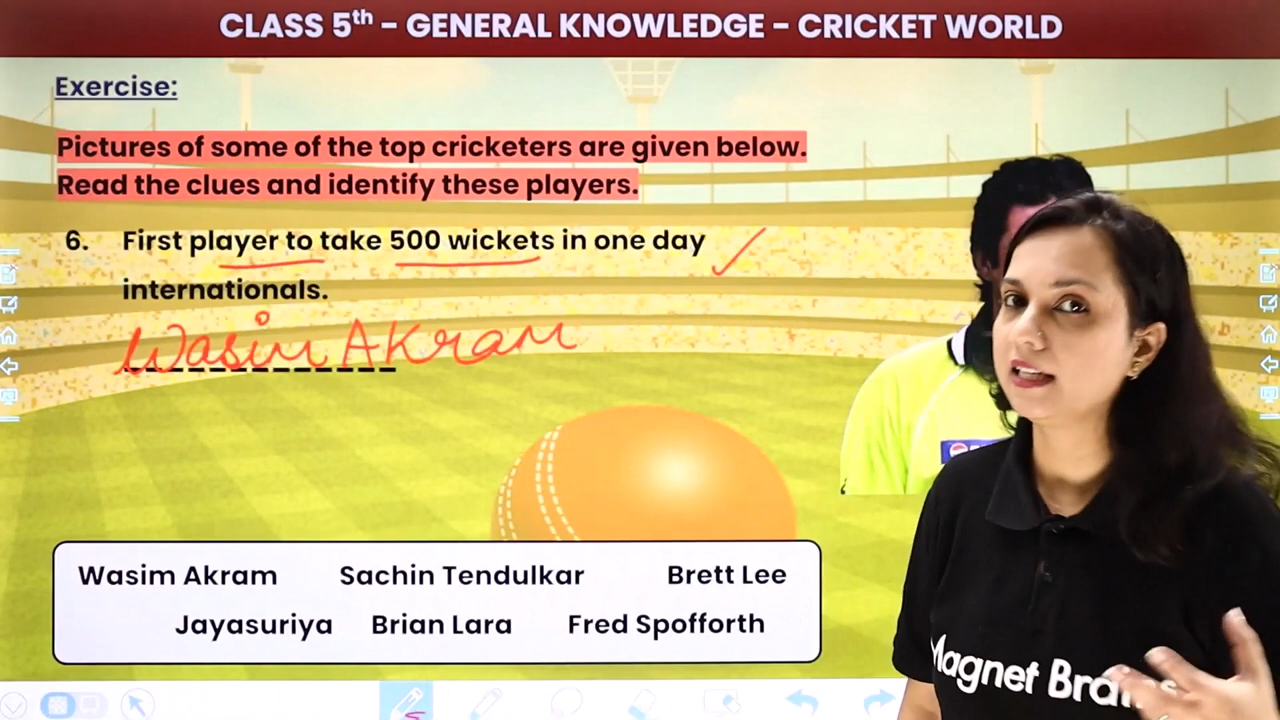 CLASS 5th – GENERAL KNOWLEDGE – CRICKET WORLD
Exercise:
Pictures of some of the top cricketers are given below.
Read the clues and identify these players.
6. First player to take 500 wickets in one day
internationals.
Wasim Akram
Wasim Akram Sachin Tendulkar Brett Lee
Jayasuriya Brian Lara Fred Spofforth
Magnet